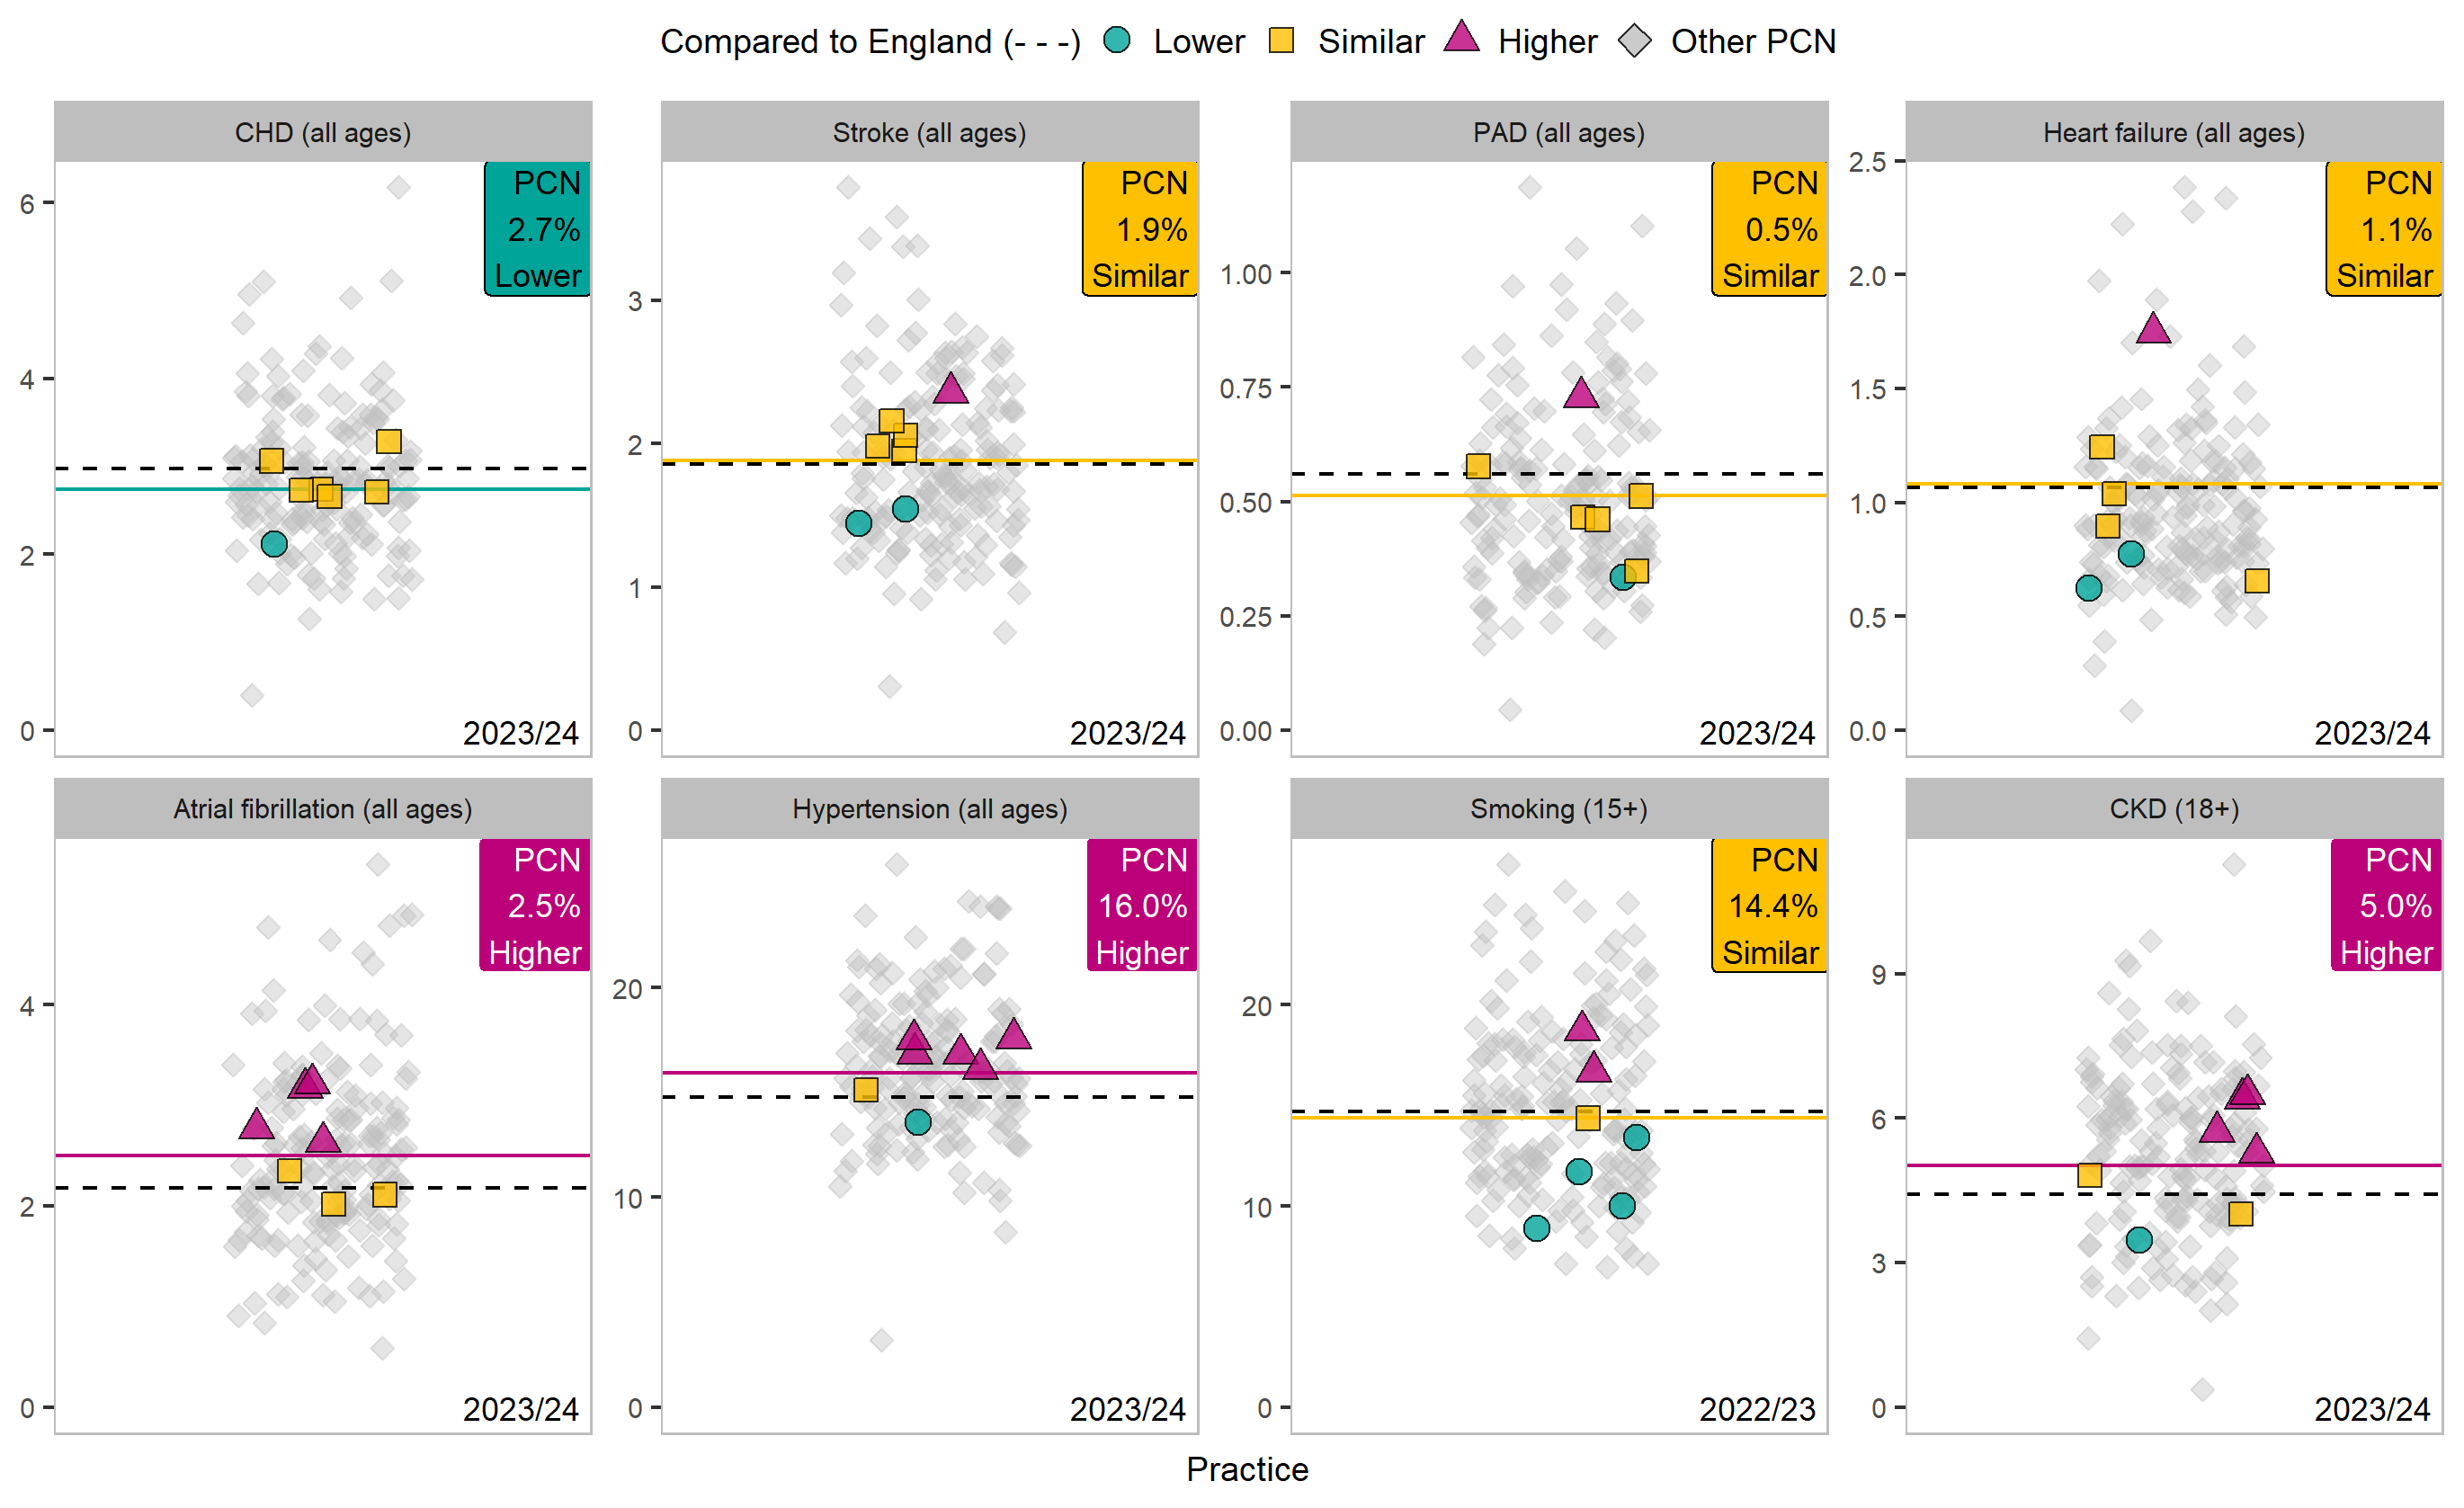 Compared to England (- - -) Lower Similar Higher Other PCN
CHD (all ages)
PCN
2.7%
Lower
6
4
2
0
2023/24
Stroke (all ages)
PCN
1.9%
Similar
3
2
1
0
2023/24
PAD (all ages)
PCN
0.5%
Similar
1.00
0.75
0.50
0.25
0.00
2023/24
Heart failure (all ages)
PCN
1.1%
Similar
2.5
2.0
1.5
1.0
0.5
0.0
2023/24
Atrial fibrillation (all ages)
PCN
2.5%
Higher
4
2
0
2023/24
Hypertension (all ages)
PCN
16.0%
Higher
20
10
0
2023/24
Smoking (15+)
PCN
14.4%
Similar
20
10
0
2022/23
CKD (18+)
PCN
5.0%
Higher
9
6
3
0
2023/24
Practice